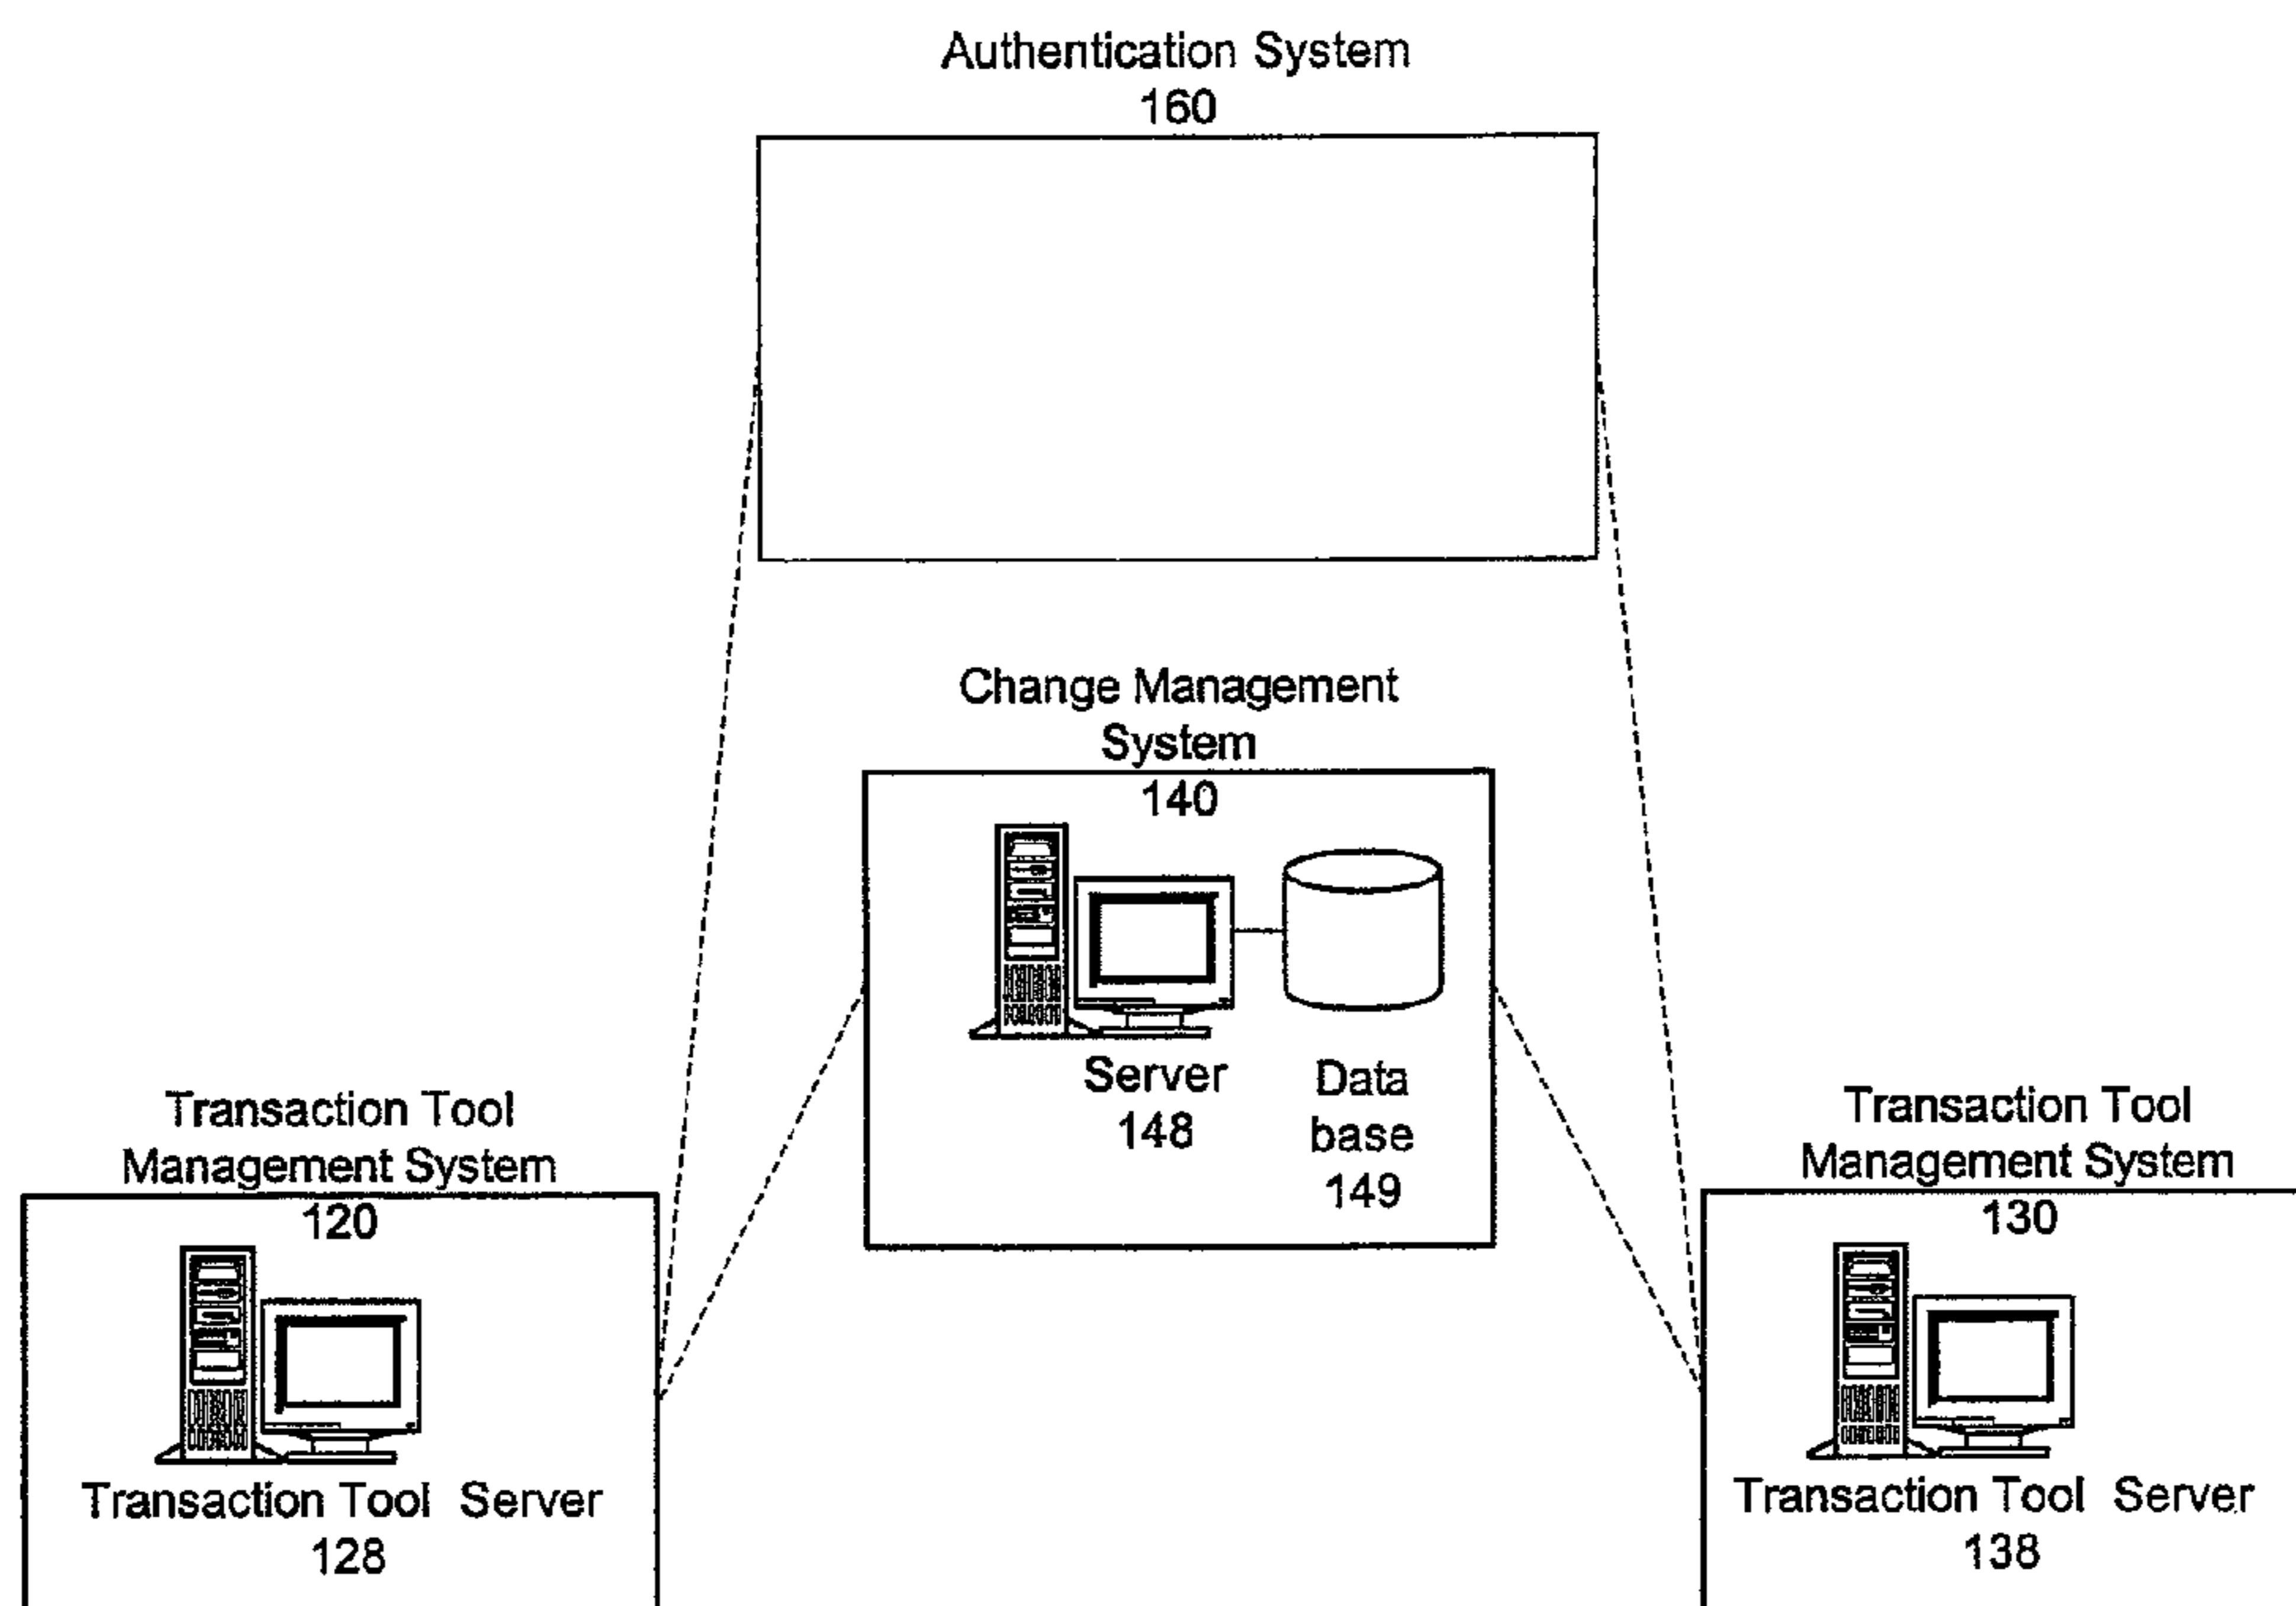 Authentication System
160
Change Management
System
140
Server
148
Data
base
149
Transaction Tool
Management System
120
Transaction Tool Server
128
Transaction Tool
Management System
130
Transaction Tool Server
138